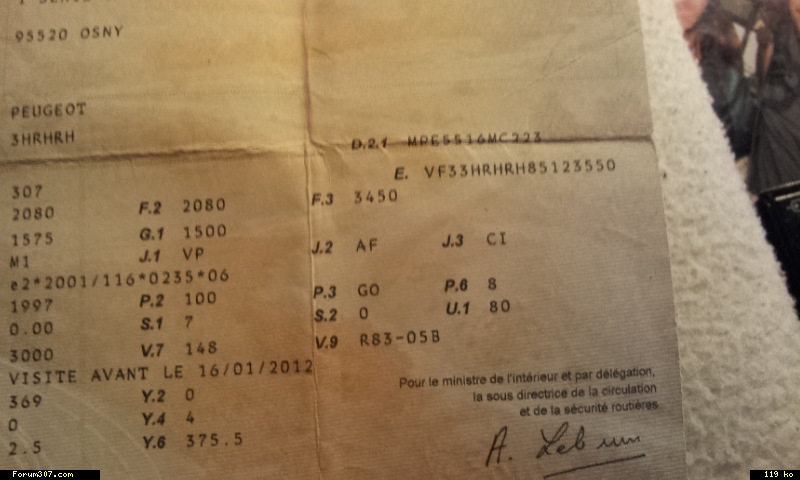 95520 OSNY
PEUGEOT
3HRHRH D.2.1 MPE5516MC223
E. VF33HRHRH85123550
307
2080 F.2 2080 F.3 3450
1575 G.1 1500
M1 J.1 VP J.2 AF J.3 CI
e2*2001/116*0235*06
1997 P.2 100 P.3 GO P.6 8
0.00 S.1 7 S.2 0 U.1 80
3000 V.7 148 V.9 R83-05B
VISITE AVANT LE 16/01/2012
369 Y.2 0
0 Y.4 4
2.5 Y.6 375.5
Pour le ministre de l'intérieur et par délégation,
la sous directrice de la circulation
et de la sécurité routières
A. Lebrun
Forum307.com
119 ko